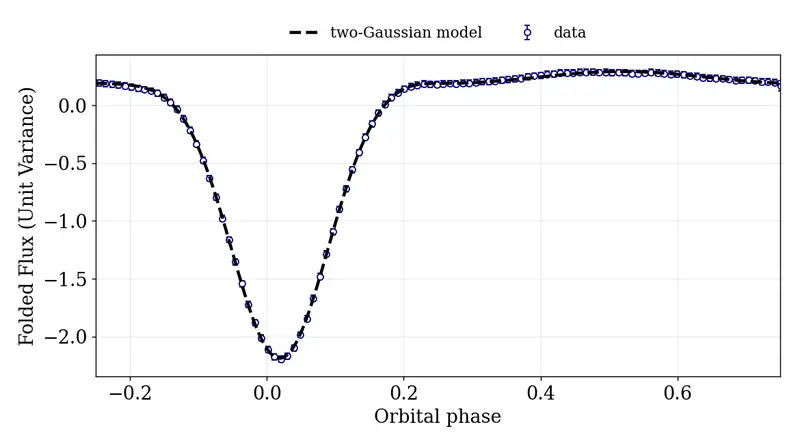 two-Gaussian model
data
0.0
−0.5
−1.0
−1.5
−2.0
Folded Flux (Unit Variance)
−0.2 0.0 0.2 0.4 0.6
Orbital phase